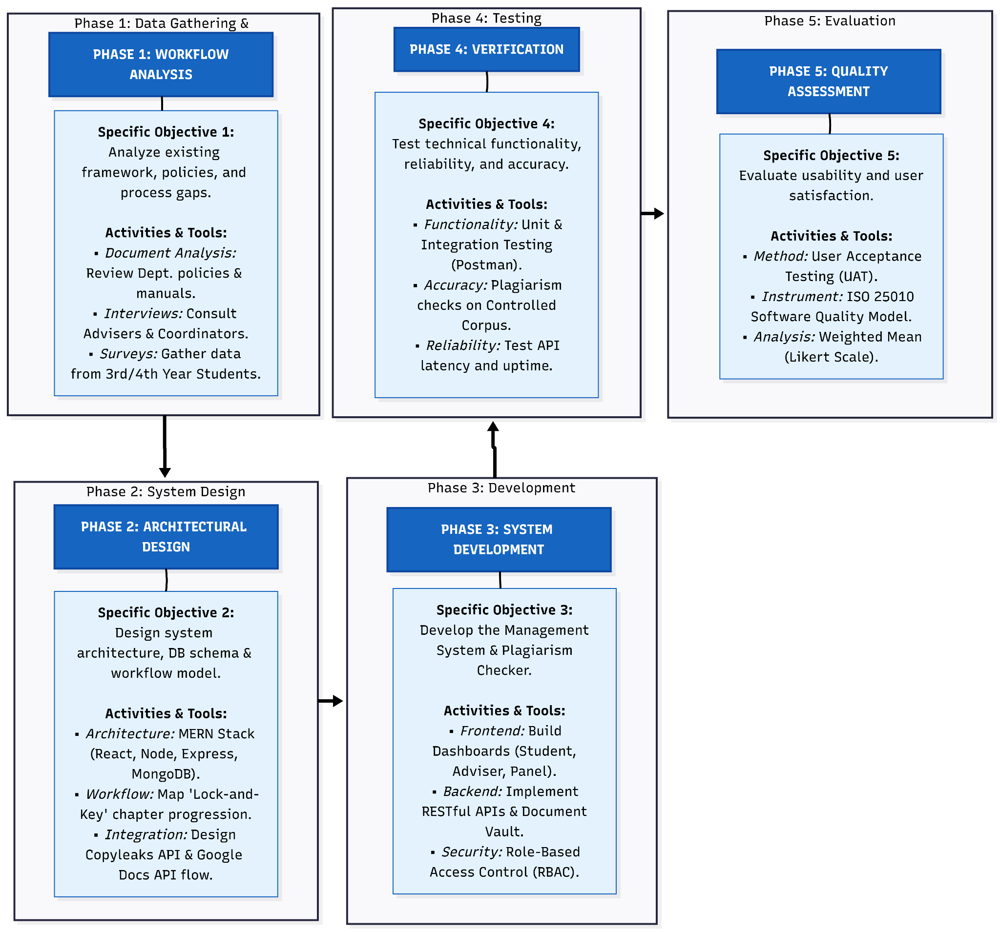 Phase 1: Data Gathering &
PHASE 1: WORKFLOW
ANALYSIS
Specific Objective 1:
Analyze existing
framework, policies, and
process gaps.
Activities & Tools:
▪ Document Analysis:
Review Dept. policies &
manuals.
▪ Interviews: Consult
Advisers & Coordinators.
▪ Surveys: Gather data
from 3rd/4th Year Students.
Phase 2: System Design
PHASE 2: ARCHITECTURAL
DESIGN
Specific Objective 2:
Design system
architecture, DB schema &
workflow model.
Activities & Tools:
▪ Architecture: MERN Stack
(React, Node, Express,
MongoDB).
▪ Workflow: Map 'Lock-and-
Key' chapter progression.
▪ Integration: Design
Copyleaks API & Google
Docs API flow.
Phase 3: Development
PHASE 3: SYSTEM
DEVELOPMENT
Specific Objective 3:
Develop the Management
System & Plagiarism
Checker.
Activities & Tools:
▪ Frontend: Build
Dashboards (Student,
Adviser, Panel).
▪ Backend: Implement
RESTful APIs & Document
Vault.
▪ Security: Role-Based
Access Control (RBAC).
Phase 4: Testing
PHASE 4: VERIFICATION
Specific Objective 4:
Test technical functionality,
reliability, and accuracy.
Activities & Tools:
▪ Functionality: Unit &
Integration Testing
(Postman).
▪ Accuracy: Plagiarism
checks on Controlled
Corpus.
▪ Reliability: Test API
latency and uptime.
Phase 5: Evaluation
PHASE 5: QUALITY
ASSESSMENT
Specific Objective 5:
Evaluate usability and user
satisfaction.
Activities & Tools:
▪ Method: User Acceptance
Testing (UAT).
▪ Instrument: ISO 25010
Software Quality Model.
▪ Analysis: Weighted Mean
(Likert Scale).